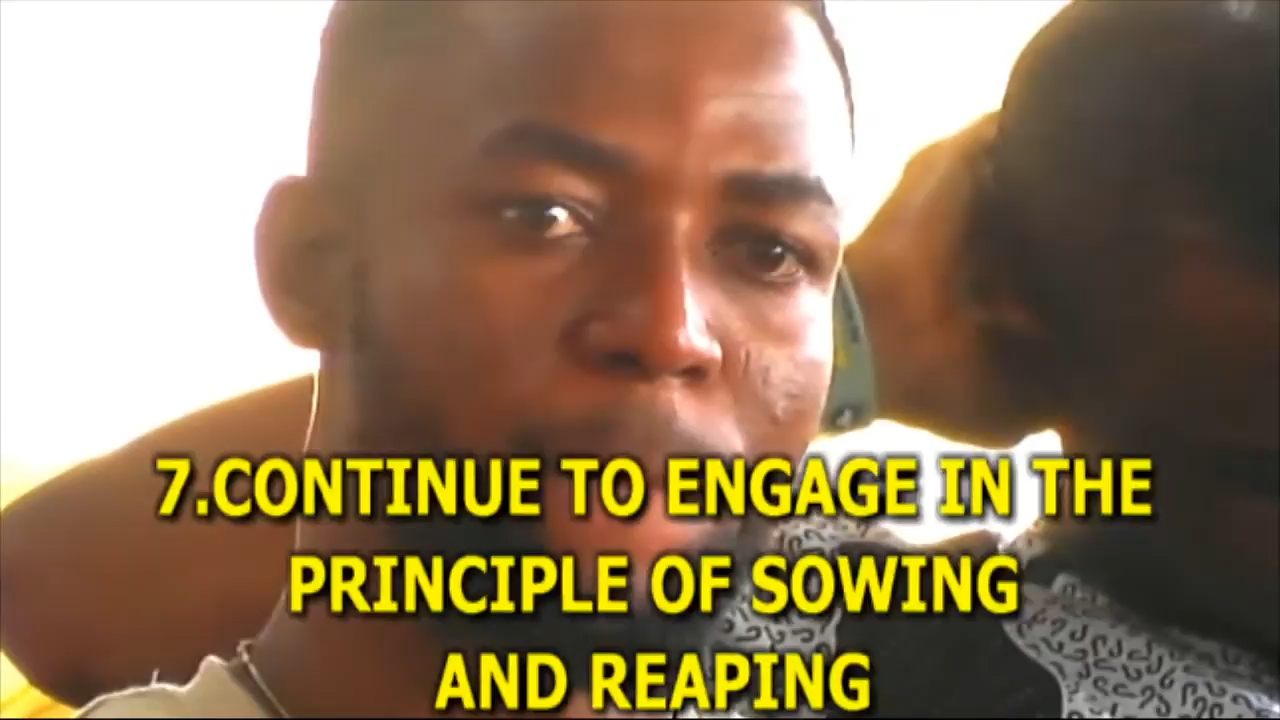 7.CONTINUE TO ENGAGE IN THE
PRINCIPLE OF SOWING
AND REAPING